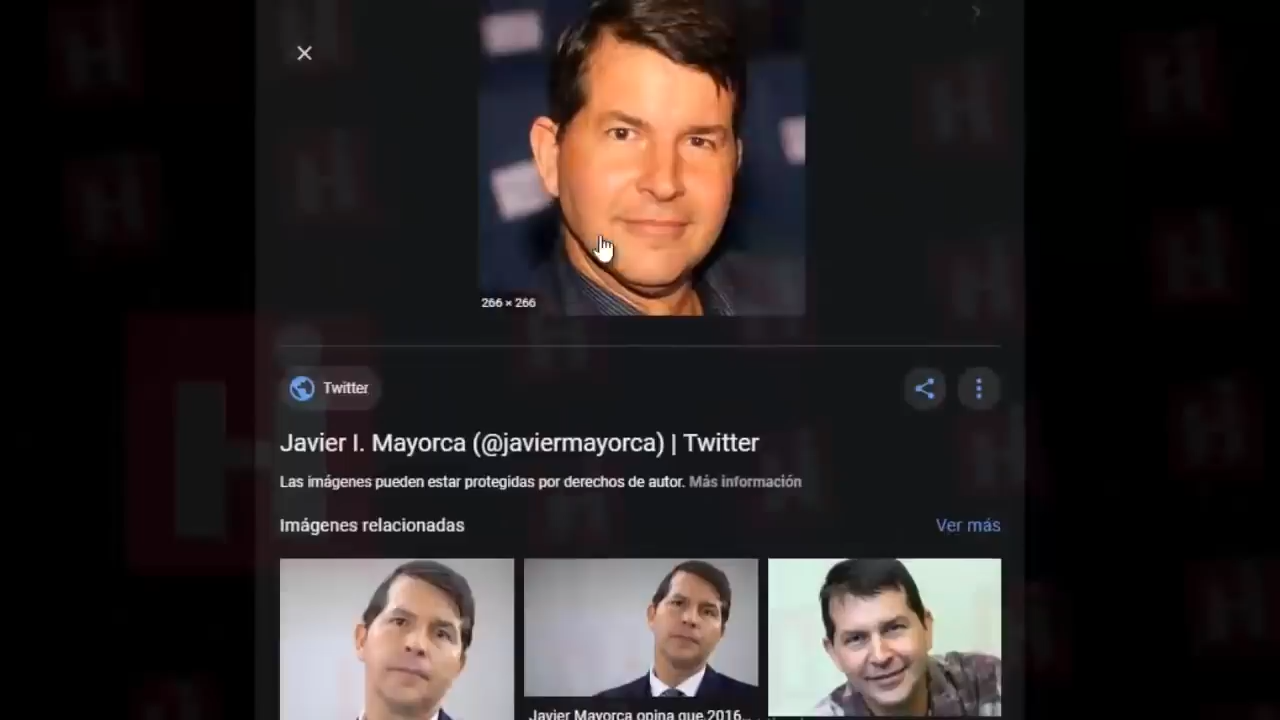 266 × 266
Twitter
Javier I. Mayorca (@javiermayorca) | Twitter
Las imágenes pueden estar protegidas por derechos de autor. Más información
Imágenes relacionadas
Ver más
Javier Mayorca opina que 2016...